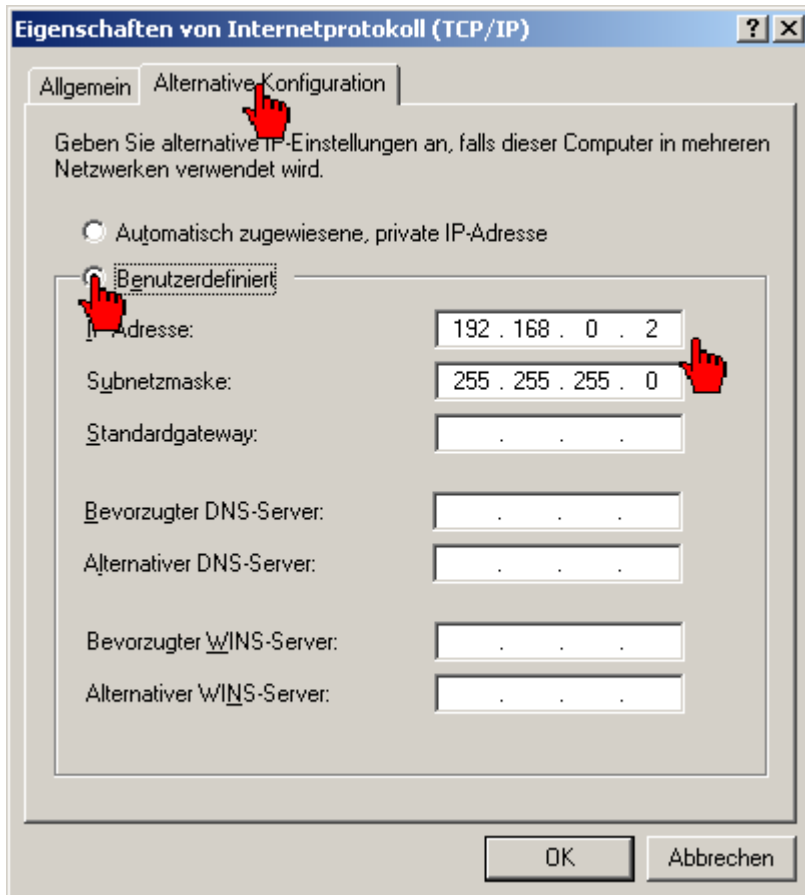 Eigenschaften von Internetprotokoll (TCP/IP)
Allgemein
Alternative Konfiguration
Geben Sie alternative IP-Einstellungen an, falls dieser Computer in mehreren
Netzwerken verwendet wird.
Automatisch zugewiesene, private IP-Adresse
Benutzerdefiniert
IP-Adresse: 192 . 168 . 0 . 2
Subnetzmaske: 255 . 255 . 255 . 0
Standardgateway: . . .
Bevorzugter DNS-Server: . . .
Alternativer DNS-Server: . . .
Bevorzugter WINS-Server: . . .
Alternativer WINS-Server: . . .
OK Abbrechen